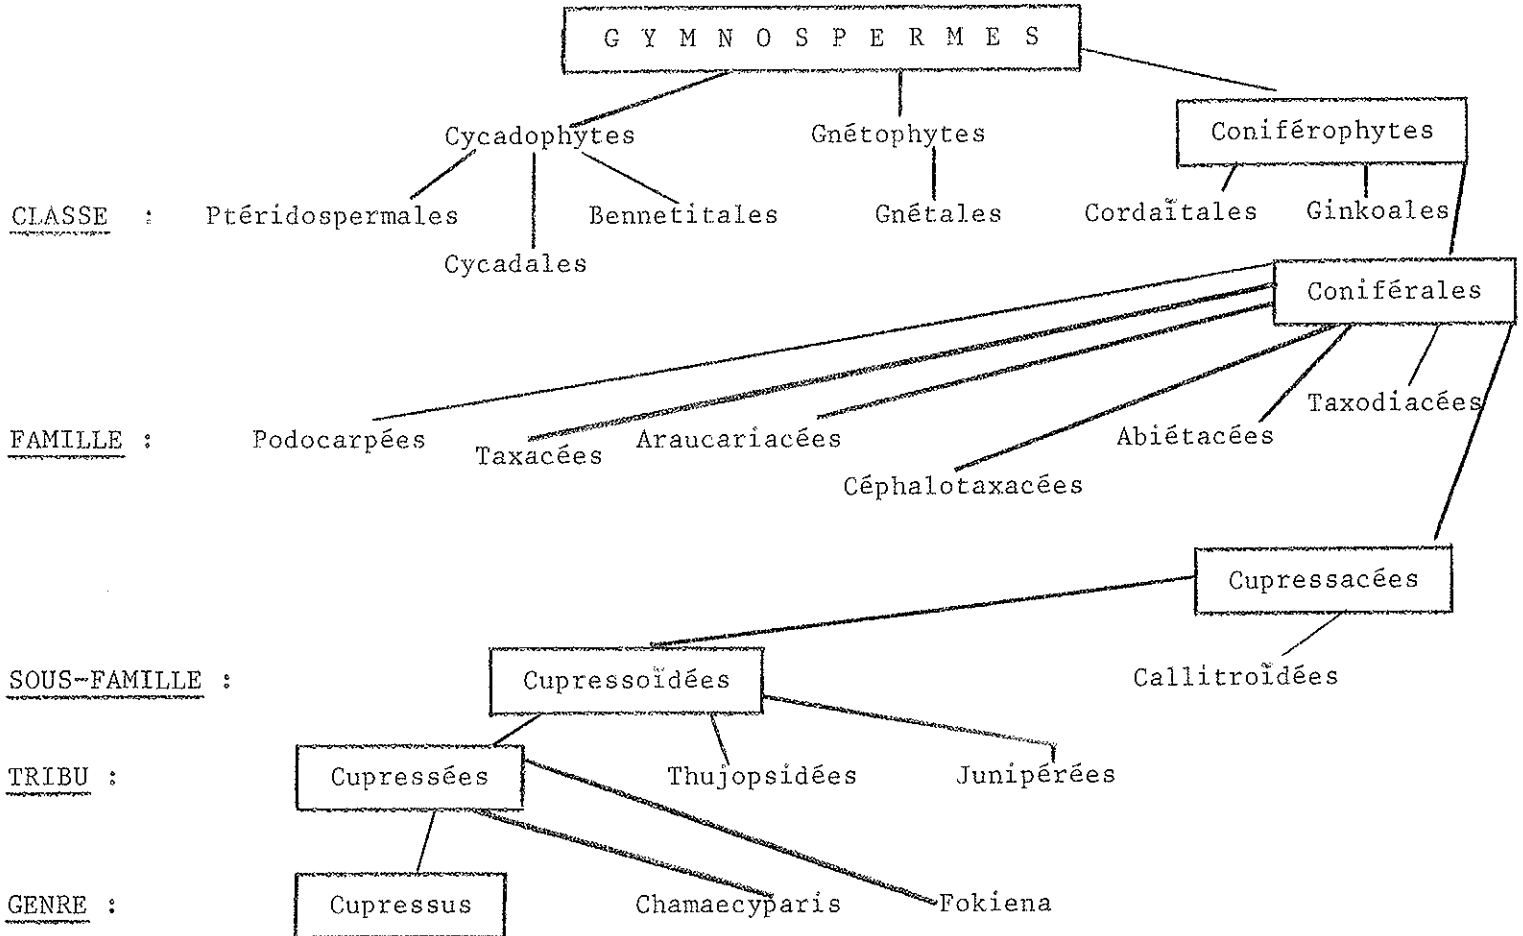 G Y M N O S P E R M E S
Cycadophytes Gnétophytes Coniférophytes
CLASSE : Ptéridospermales Bennetitales Gnétales Cordaïtales Ginkoales
Cycadales
Coniférales
Taxodiacées
FAMILLE : Podocarpées Taxacées Araucariacées Abiétacées
Céphalotaxacées
Cupressacées
SOUS-FAMILLE : Cupressoïdées Callitroïdées
TRIBU : Cupressées Thujopsidées Junipérées
GENRE : Cupressus Chamaecyparis Fokiena